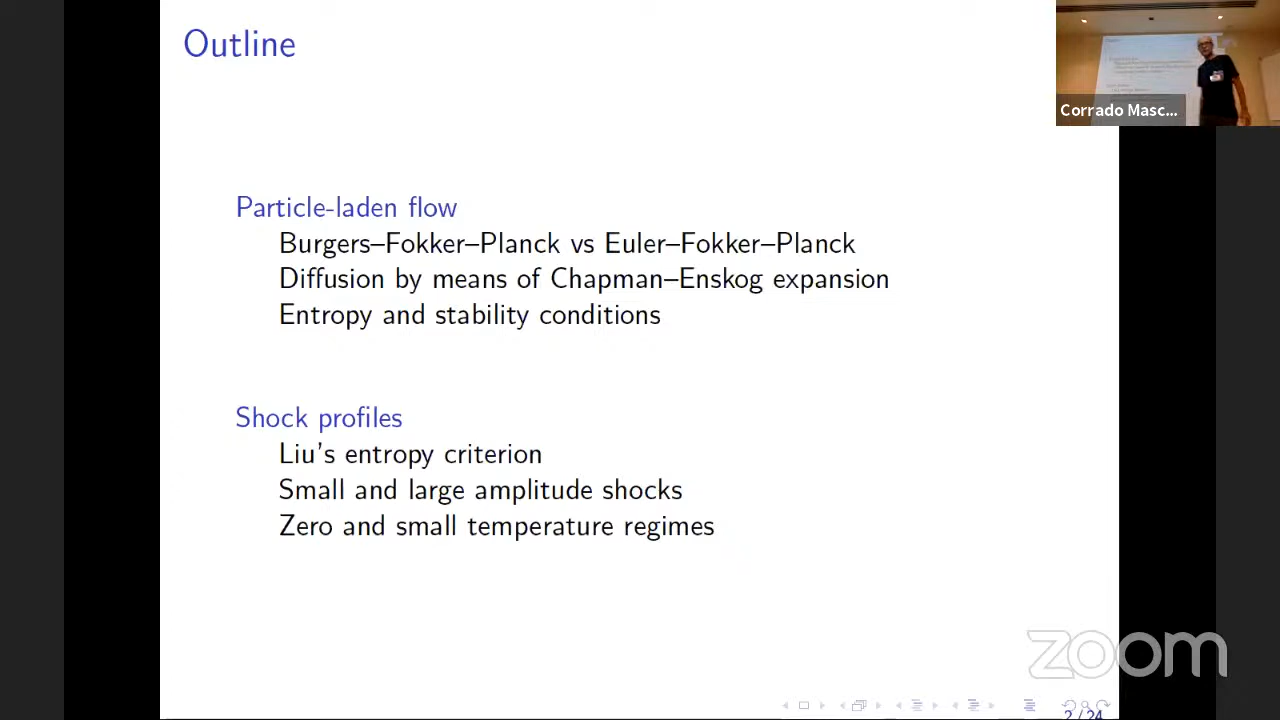 Outline
Corrado Masc...
Particle-laden flow
Burgers–Fokker–Planck vs Euler–Fokker–Planck
Diffusion by means of Chapman–Enskog expansion
Entropy and stability conditions
Shock profiles
Liu's entropy criterion
Small and large amplitude shocks
Zero and small temperature regimes
zoom
2 / 24